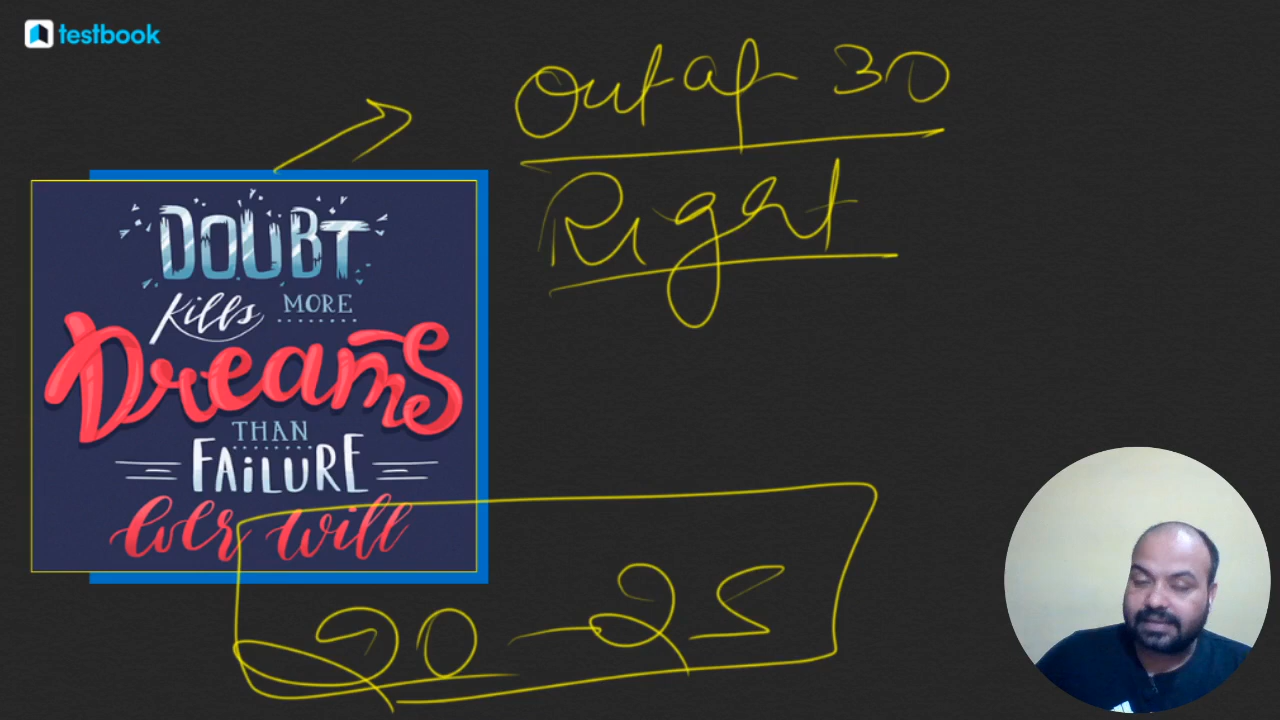 testbook
Out of 30
Right
DOUBT
Kills MORE
Dreams
THAN
FAiLURE
Ever will
20 - 25